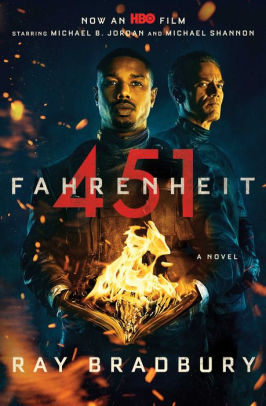 NOW AN HBO FILM
STARRING MICHAEL B. JORDAN AND MICHAEL SHANNON
451
FAHRENHEIT
A NOVEL
RAY BRADBURY